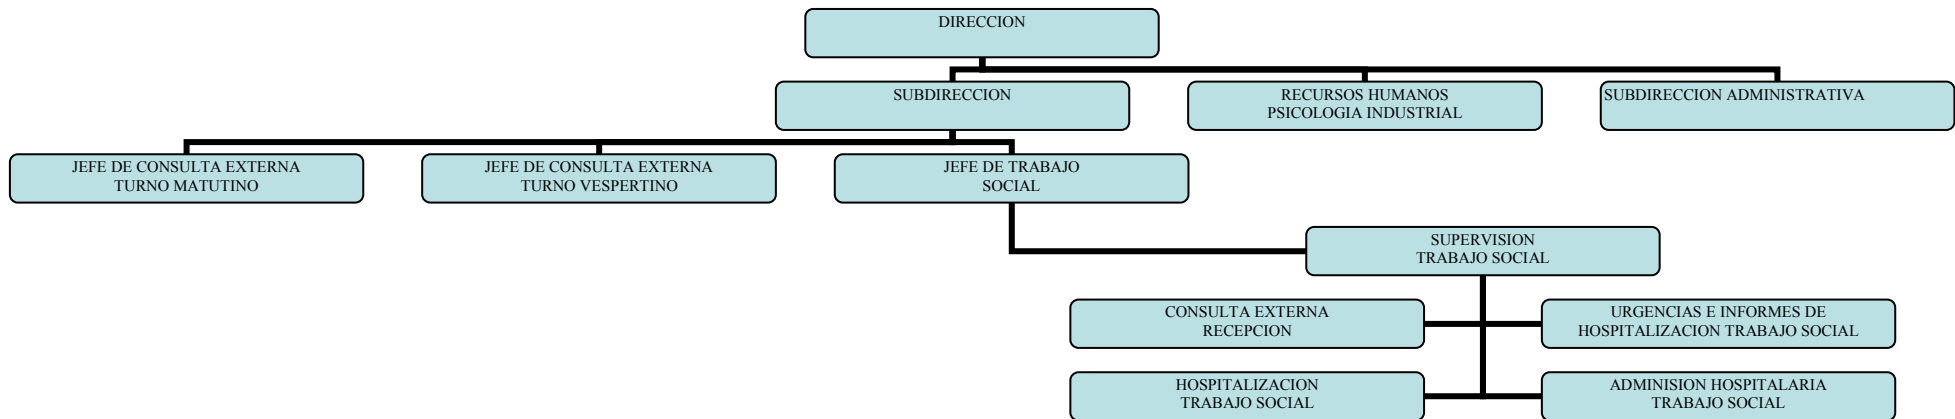 DIRECCION
SUBDIRECCION
RECURSOS HUMANOS
PSICOLOGIA INDUSTRIAL
SUBDIRECCION ADMINISTRATIVA
JEFE DE CONSULTA EXTERNA
TURNO MATUTINO
JEFE DE CONSULTA EXTERNA
TURNO VESPERTINO
JEFE DE TRABAJO
SOCIAL
SUPERVISION
TRABAJO SOCIAL
CONSULTA EXTERNA
RECEPCION
URGENCIAS E INFORMES DE
HOSPITALIZACION TRABAJO SOCIAL
HOSPITALIZACION
TRABAJO SOCIAL
ADMINISION HOSPITALARIA
TRABAJO SOCIAL